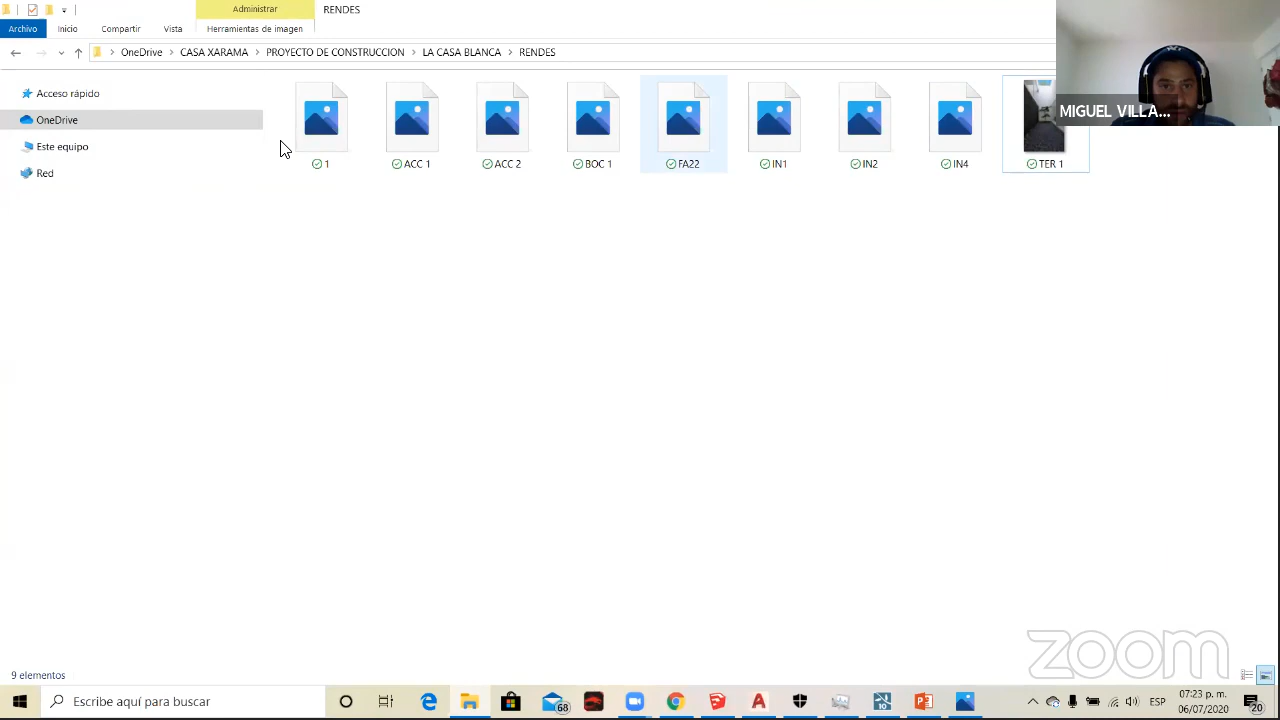 Administrar RENDES
Archivo Inicio Compartir Vista Herramientas de imagen
OneDrive CASA XARAMA PROYECTO DE CONSTRUCCION LA CASA BLANCA RENDES
Acceso rápido
OneDrive
Este equipo
Red
1 ACC 1 ACC 2 BOC 1 FA22 IN1 IN2 IN4 TER 1
MIGUEL VILLA...
9 elementos
zoom
Escribe aquí para buscar
68
10
ESP
07:23 p.m.
06/07/2020
20